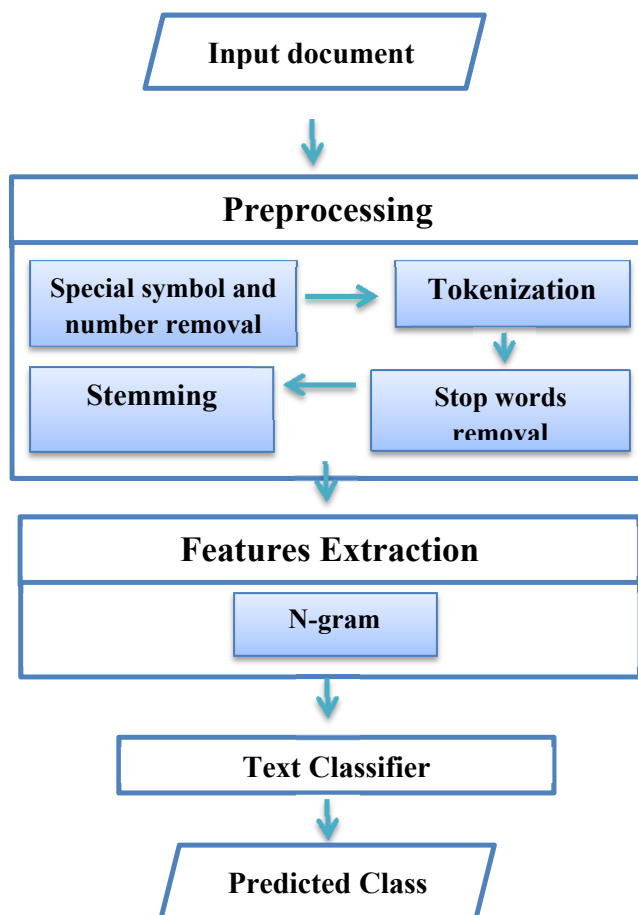 Input document
Preprocessing
Special symbol and
number removal
Tokenization
Stop words
removal
Stemming
Features Extraction
N-gram
Text Classifier
Predicted Class